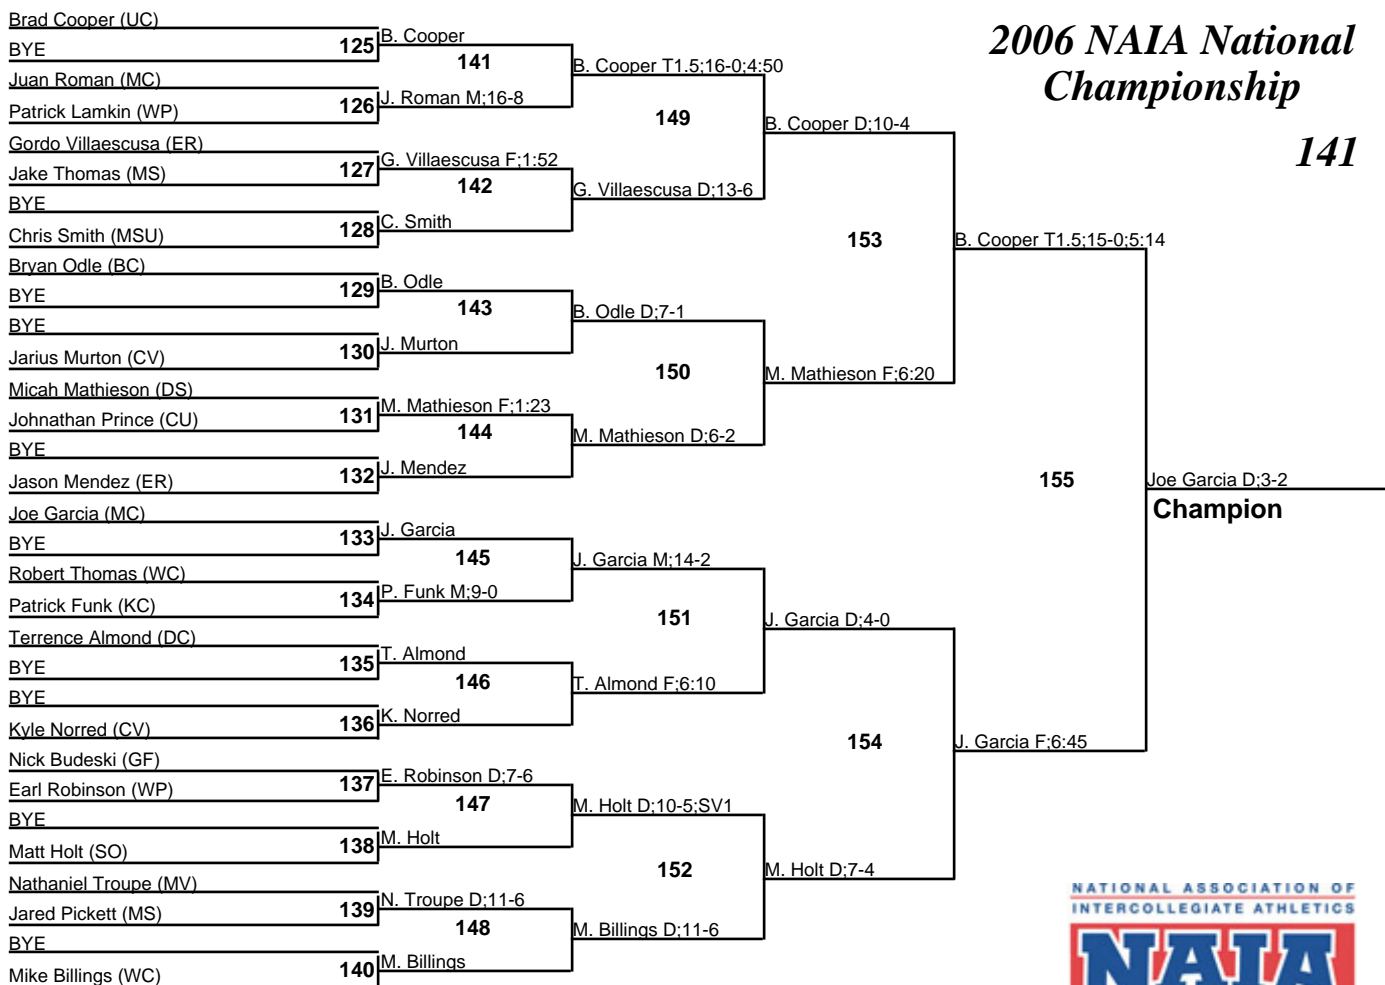 2006 NAIA National
Championship
141
Brad Cooper (UC)
BYE
125
Juan Roman (MC)
Patrick Lamkin (WP)
126
Gordo Villaescusa (ER)
Jake Thomas (MS)
127
BYE
Chris Smith (MSU)
128
Bryan Odle (BC)
BYE
129
BYE
Jarius Murton (CV)
130
Micah Mathieson (DS)
Johnathan Prince (CU)
131
BYE
Jason Mendez (ER)
132
Joe Garcia (MC)
BYE
133
Robert Thomas (WC)
Patrick Funk (KC)
134
Terrence Almond (DC)
BYE
135
BYE
Kyle Norred (CV)
136
Nick Budeski (GF)
Earl Robinson (WP)
137
BYE
Matt Holt (SO)
138
Nathaniel Troupe (MV)
Jared Pickett (MS)
139
BYE
Mike Billings (WC)
140
B. Cooper
141
J. Roman M;16-8
G. Villaescusa F;1:52
142
C. Smith
B. Odle
143
J. Murton
M. Mathieson F;1:23
144
J. Mendez
J. Garcia
145
P. Funk M;9-0
T. Almond
146
K. Norred
E. Robinson D;7-6
147
M. Holt
N. Troupe D;11-6
148
M. Billings
B. Cooper T1.5;16-0;4:50
149
G. Villaescusa D;13-6
B. Odle D;7-1
150
M. Mathieson D;6-2
J. Garcia M;14-2
151
T. Almond F;6:10
M. Holt D;10-5;SV1
152
M. Billings D;11-6
B. Cooper D;10-4
153
M. Mathieson F;6:20
J. Garcia D;4-0
154
M. Holt D;7-4
B. Cooper T1.5;15-0;5:14
155
J. Garcia F;6:45
Joe Garcia D;3-2
Champion
NATIONAL ASSOCIATION OF
INTERCOLLEGIATE ATHLETICS
NAIA